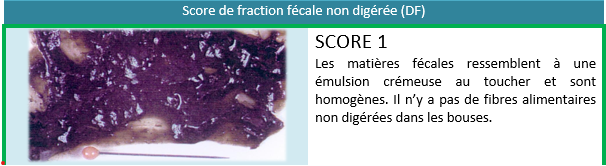 Score de fraction fécale non digérée (DF)
SCORE 1
Les matières fécales ressemblent à une
émulsion crémeuse au toucher et sont
homogènes. Il n’y a pas de fibres alimentaires
non digérées dans les bouses.